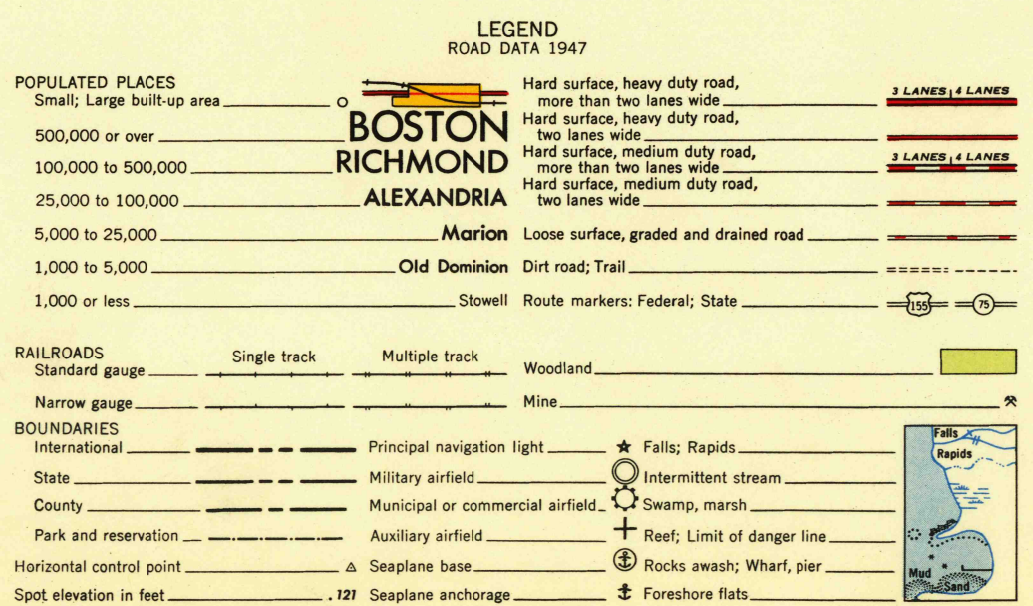 LEGEND
ROAD DATA 1947
POPULATED PLACES
Small; Large built-up area
500,000 or over BOSTON
100,000 to 500,000 RICHMOND
25,000 to 100,000 ALEXANDRIA
5,000 to 25,000 Marion
1,000 to 5,000 Old Dominion
1,000 or less Stowell
Hard surface, heavy duty road,
more than two lanes wide 3 LANES 4 LANES
Hard surface, heavy duty road,
two lanes wide
Hard surface, medium duty road,
more than two lanes wide 3 LANES 4 LANES
Hard surface, medium duty road,
two lanes wide
Loose surface, graded and drained road
Dirt road; Trail
Route markers: Federal; State 155 75
RAILROADS Single track Multiple track
Standard gauge
Narrow gauge
Woodland
Mine
BOUNDARIES
International
State
County
Park and reservation
Horizontal control point
Spot elevation in feet .121
Principal navigation light
Military airfield
Municipal or commercial airfield
Auxiliary airfield
Seaplane base
Seaplane anchorage
Falls; Rapids
Intermittent stream
Swamp, marsh
Reef; Limit of danger line
Rocks awash; Wharf, pier
Foreshore flats
Falls
Rapids
Mud
Sand